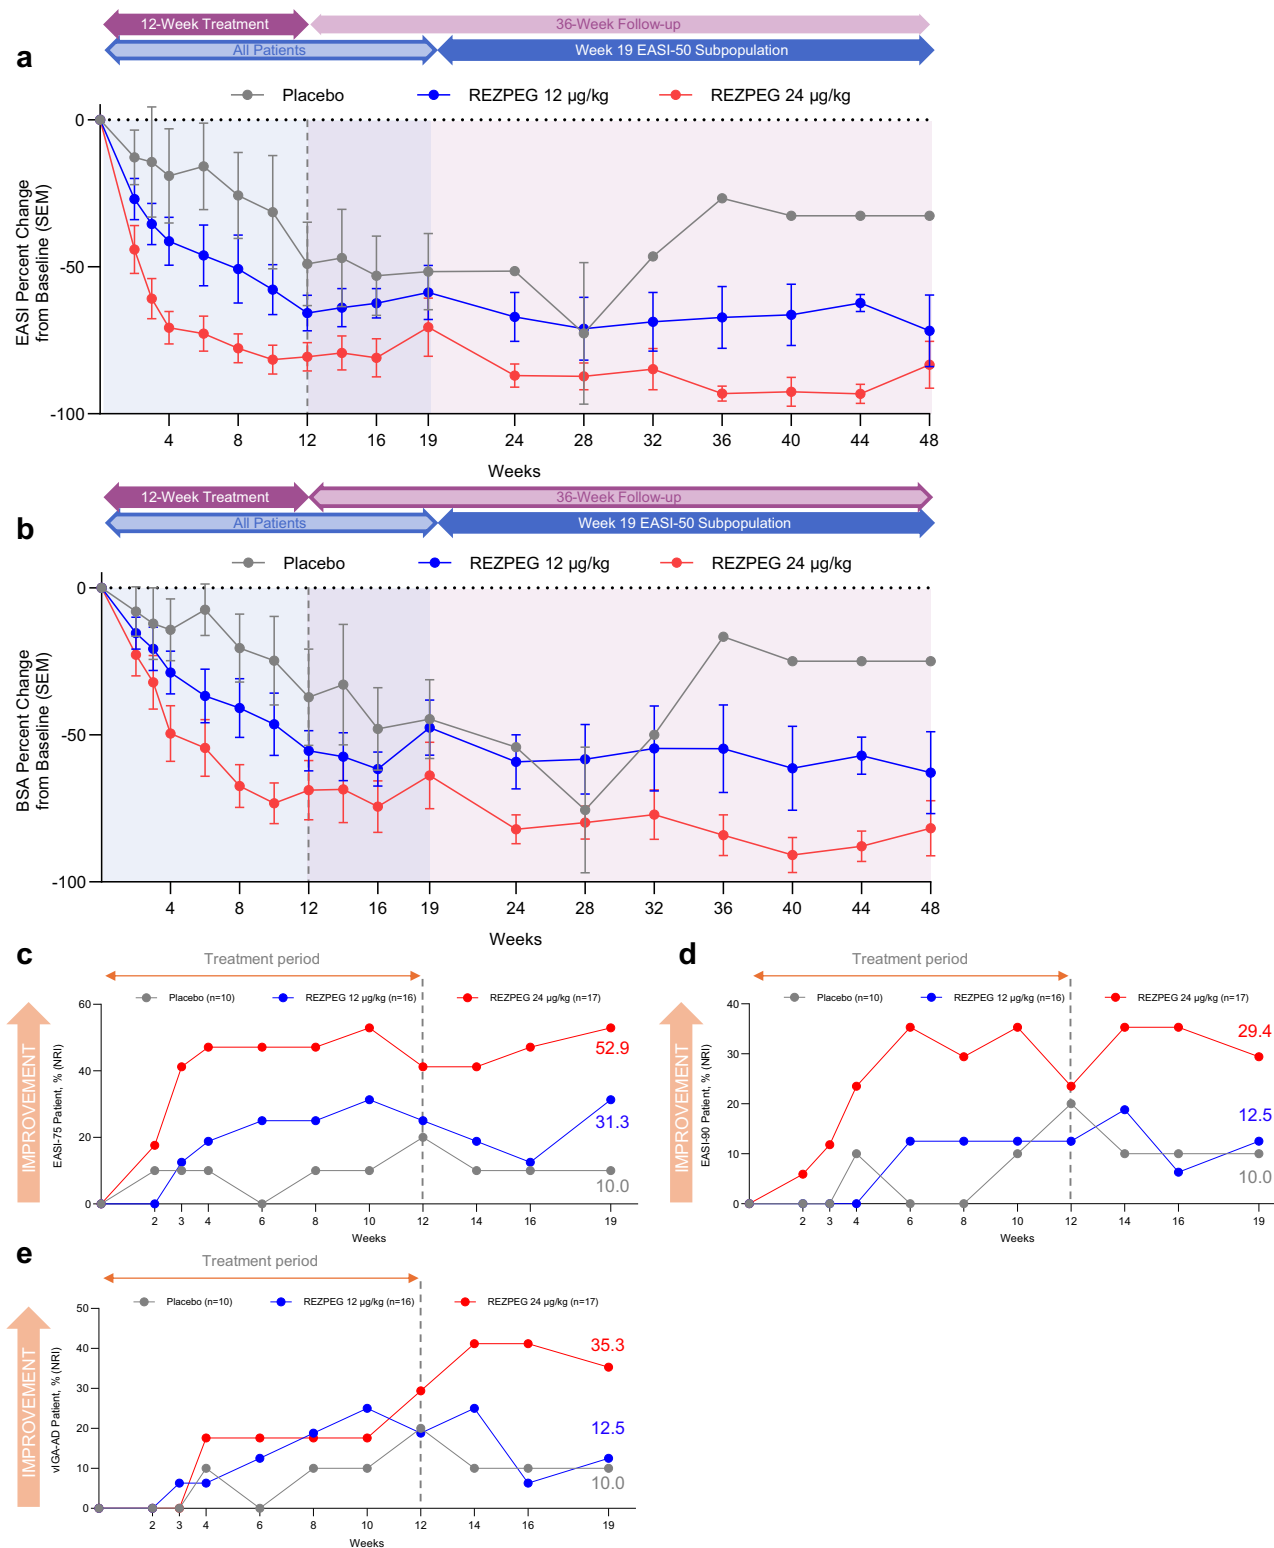 12-Week Treatment 36-Week Follow-up
All Patients Week 19 EASI-50 Subpopulation
a
Placebo REZPEG 12 µg/kg REZPEG 24 µg/kg
0
-50
-100
EASI Percent Change
from Baseline (SEM)
4 8 12 16 19 24 28 32 36 40 44 48
Weeks
12-Week Treatment 36-Week Follow-up
All Patients Week 19 EASI-50 Subpopulation
b
Placebo REZPEG 12 µg/kg REZPEG 24 µg/kg
0
-50
-100
BSA Percent Change
from Baseline (SEM)
4 8 12 16 19 24 28 32 36 40 44 48
Weeks
c
Treatment period
Placebo (n=10) REZPEG 12 µg/kg (n=16) REZPEG 24 µg/kg (n=17)
IMPROVEMENT
EASI-75 Patient, % (NRI)
60
40
20
0
52.9
31.3
10.0
2 3 4 6 8 10 12 14 16 19
Weeks
d
Treatment period
Placebo (n=10) REZPEG 12 µg/kg (n=16) REZPEG 24 µg/kg (n=17)
IMPROVEMENT
EASI-90 Patient, % (NRI)
40
30
20
10
0
29.4
12.5
10.0
2 3 4 6 8 10 12 14 16 19
Weeks
e
Treatment period
Placebo (n=10) REZPEG 12 µg/kg (n=16) REZPEG 24 µg/kg (n=17)
IMPROVEMENT
vIGA-AD Patient, % (NRI)
50
40
30
20
10
0
35.3
12.5
10.0
2 3 4 6 8 10 12 14 16 19
Weeks